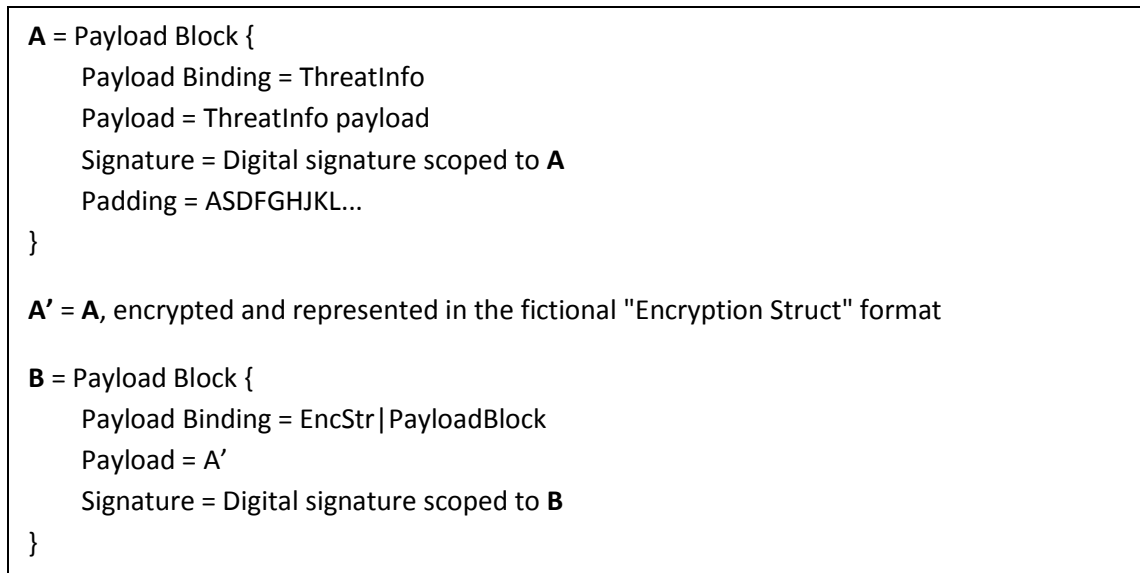 A = Payload Block {
Payload Binding = ThreatInfo
Payload = ThreatInfo payload
Signature = Digital signature scoped to A
Padding = ASDFGHJKL...
}
A’ = A, encrypted and represented in the fictional "Encryption Struct" format
B = Payload Block {
Payload Binding = EncStr|PayloadBlock
Payload = A’
Signature = Digital signature scoped to B
}